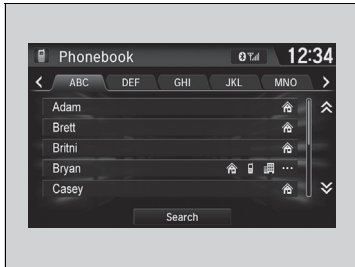 Phonebook 12:34
ABC DEF GHI JKL MNO
Adam
Brett
Britni
Bryan
Casey
Search